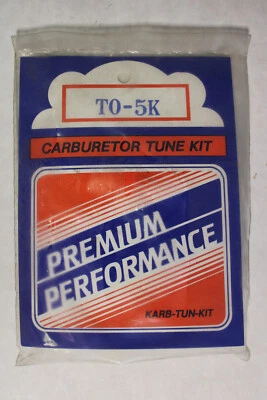 TO-5K
CARBURETOR TUNE KIT
PREMIUM
PERFORMANCE
KARB-TUN-KIT